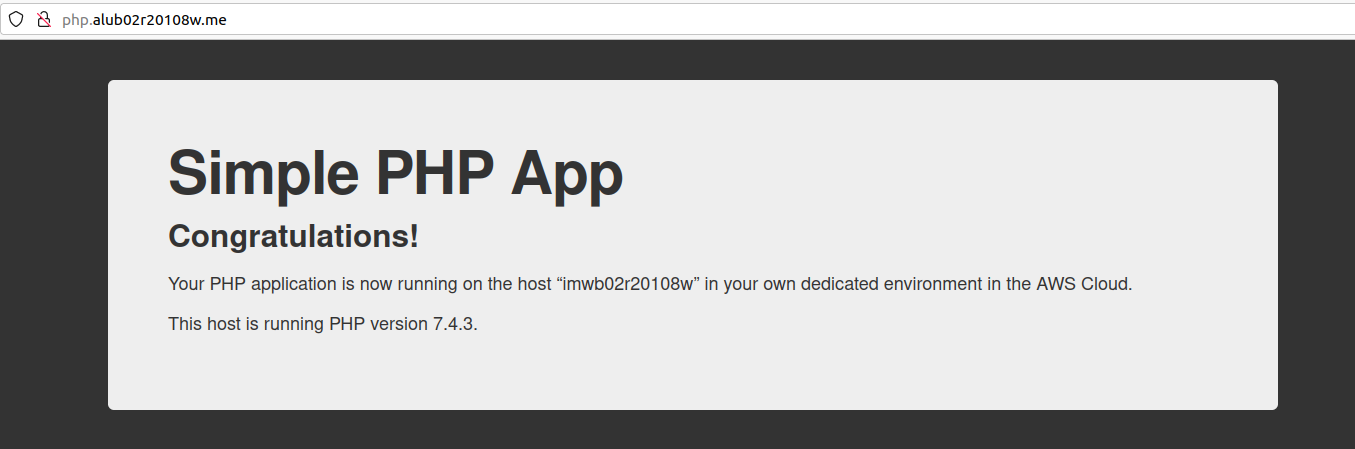 php.alub02r20108w.me
Simple PHP App
Congratulations!
Your PHP application is now running on the host “imwb02r20108w” in your own dedicated environment in the AWS Cloud.
This host is running PHP version 7.4.3.